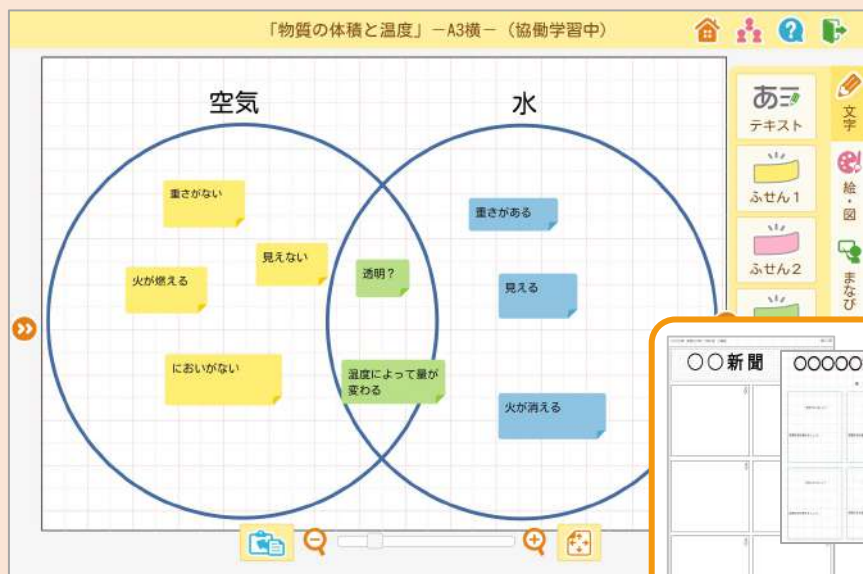 「物質の体積と温度」－A3横－（協働学習中）
空気
水
重さがない
見えない
火が燃える
においがない
透明？
温度によって量が
変わる
重さがある
見える
火が消える
あ
テキスト
ふせん1
ふせん2
文字
絵・図
まなび
〇〇新聞
〇〇〇〇〇